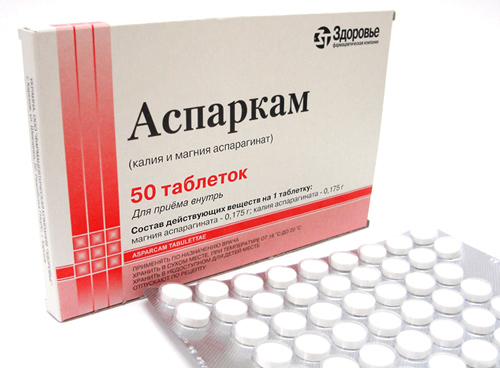 Здоровье
фармацевтическая компания
Аспаркам
(калия и магния аспарагинат)
50 таблеток
Для приёма внутрь
Состав действующих веществ на 1 таблетку:
магния аспарагината - 0,175 г; калия аспарагината - 0,175 г
ASPARCAM TABULETTAE
ПРИМЕНЯТЬ ПО НАЗНАЧЕНИЮ ВРАЧА
ХРАНИТЬ В СУХОМ МЕСТЕ, ПРИ ТЕМПЕРАТУРЕ ОТ 15 °С ДО 25 °С
ХРАНИТЬ В НЕДОСТУПНОМ ДЛЯ ДЕТЕЙ МЕСТЕ
ОТПУСКАЮТ ПО РЕЦЕПТУ